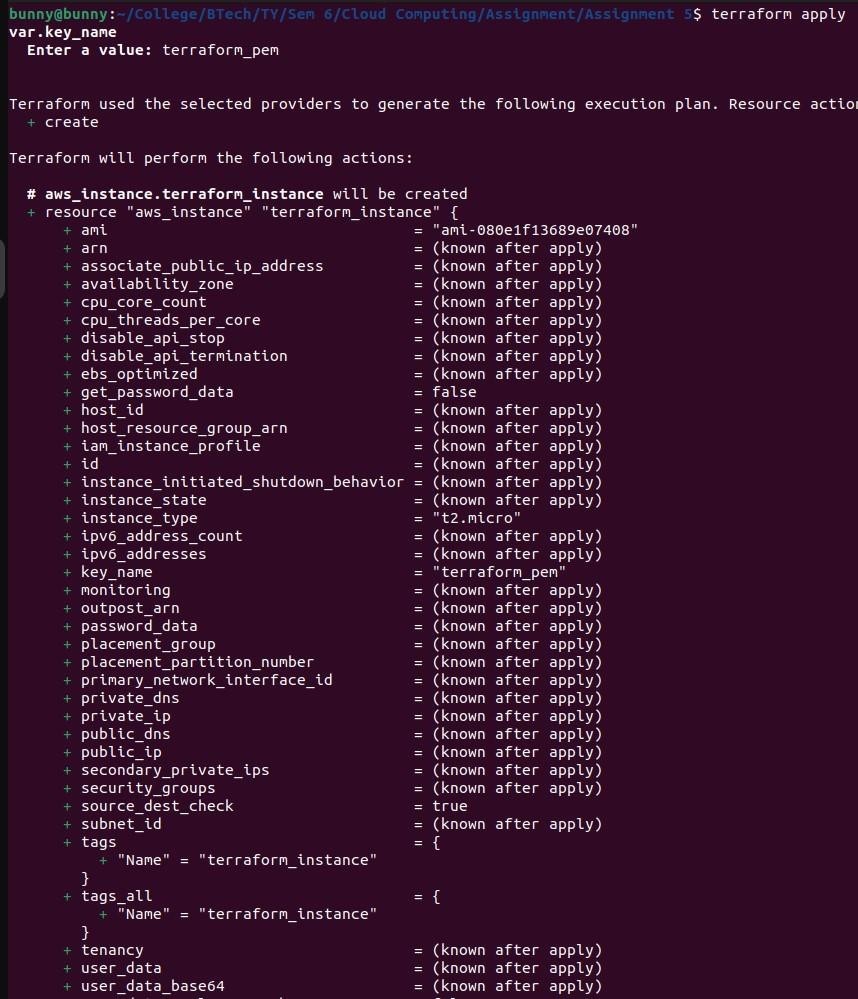 bunny@bunny:~/College/BTech/TY/Sem 6/Cloud Computing/Assignment/Assignment 5$ terraform apply
var.key_name
  Enter a value: terraform_pem
Terraform used the selected providers to generate the following execution plan. Resource action
  + create
Terraform will perform the following actions:
  # aws_instance.terraform_instance will be created
  + resource "aws_instance" "terraform_instance" {
      + ami                                  = "ami-080e1f13689e07408"
      + arn                                  = (known after apply)
      + associate_public_ip_address          = (known after apply)
      + availability_zone                    = (known after apply)
      + cpu_core_count                       = (known after apply)
      + cpu_threads_per_core                 = (known after apply)
      + disable_api_stop                     = (known after apply)
      + disable_api_termination              = (known after apply)
      + ebs_optimized                        = (known after apply)
      + get_password_data                    = false
      + host_id                              = (known after apply)
      + host_resource_group_arn              = (known after apply)
      + iam_instance_profile                 = (known after apply)
      + id                                   = (known after apply)
      + instance_initiated_shutdown_behavior = (known after apply)
      + instance_state                       = (known after apply)
      + instance_type                        = "t2.micro"
      + ipv6_address_count                   = (known after apply)
      + ipv6_addresses                       = (known after apply)
      + key_name                             = "terraform_pem"
      + monitoring                           = (known after apply)
      + outpost_arn                          = (known after apply)
      + password_data                        = (known after apply)
      + placement_group                      = (known after apply)
      + placement_partition_number           = (known after apply)
      + primary_network_interface_id         = (known after apply)
      + private_dns                          = (known after apply)
      + private_ip                           = (known after apply)
      + public_dns                           = (known after apply)
      + public_ip                            = (known after apply)
      + secondary_private_ips                = (known after apply)
      + security_groups                      = (known after apply)
      + source_dest_check                    = true
      + subnet_id                            = (known after apply)
      + tags                                 = {
          + "Name" = "terraform_instance"
        }
      + tags_all                             = {
          + "Name" = "terraform_instance"
        }
      + tenancy                              = (known after apply)
      + user_data                            = (known after apply)
      + user_data_base64                     = (known after apply)